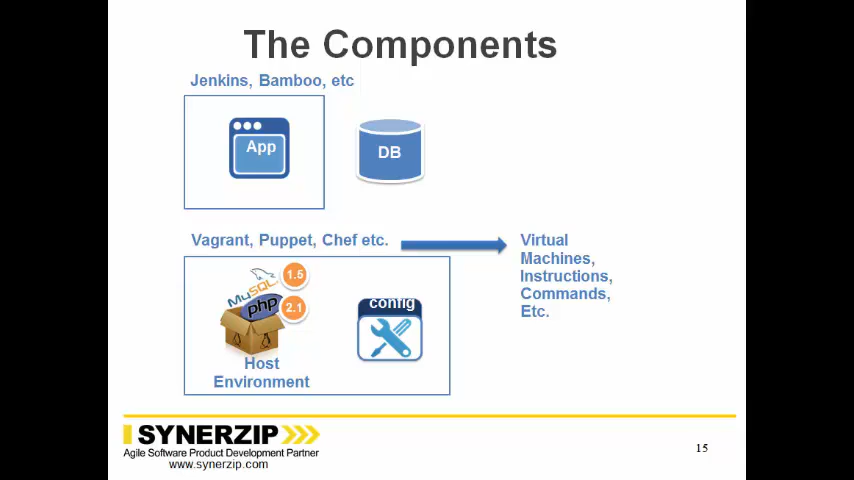 The Components
Jenkins, Bamboo, etc
App
DB
Vagrant, Puppet, Chef etc.
Virtual
Machines,
Instructions,
Commands,
Etc.
MySQL
1.5
php
2.1
config
Host
Environment
SYNERZIP
Agile Software Product Development Partner
www.synerzip.com
15